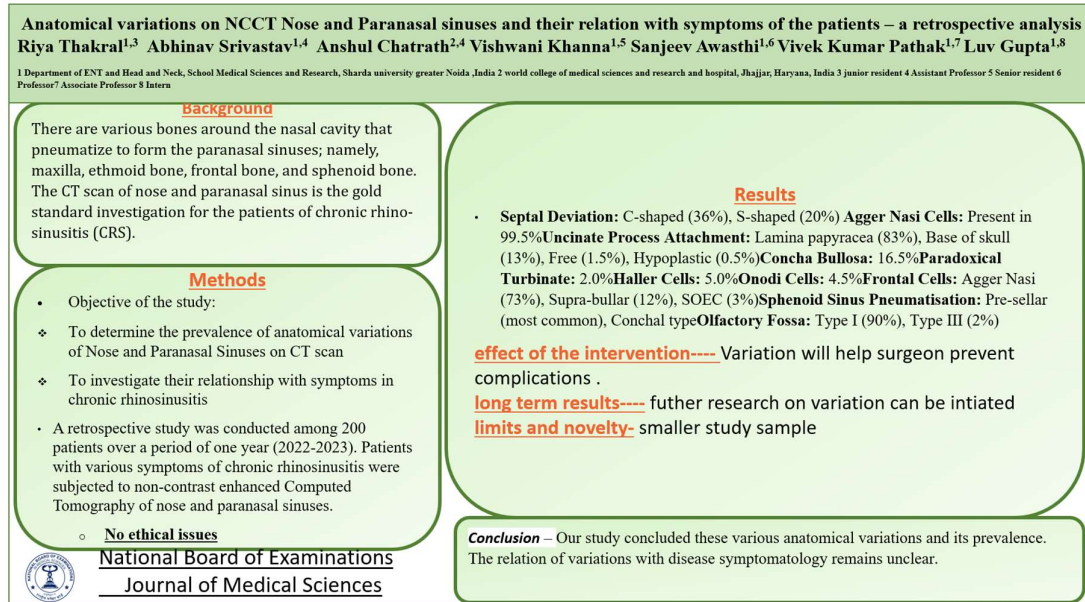 Anatomical variations on NCCT Nose and Paranasal sinuses and their relation with symptoms of the patients – a retrospective analysis
Riya Thakral1,3 Abhinav Srivastav1,4 Anshul Chatrath2,4 Vishwani Khanna1,5 Sanjeev Awasthi1,6 Vivek Kumar Pathak1,7 Luv Gupta1,8
1 Department of ENT and Head and Neck, School Medical Sciences and Research, Sharda university greater Noida ,India 2 world college of medical sciences and research and hospital, Jhajjar, Haryana, India 3 junior resident 4 Assistant Professor 5 Senior resident 6
Professor7 Associate Professor 8 Intern
Background
There are various bones around the nasal cavity that
pneumatize to form the paranasal sinuses; namely,
maxilla, ethmoid bone, frontal bone, and sphenoid bone.
The CT scan of nose and paranasal sinus is the gold
standard investigation for the patients of chronic rhino-
sinusitis (CRS).
Methods
• Objective of the study:
❖ To determine the prevalence of anatomical variations
of Nose and Paranasal Sinuses on CT scan
❖ To investigate their relationship with symptoms in
chronic rhinosinusitis
• A retrospective study was conducted among 200
patients over a period of one year (2022-2023). Patients
with various symptoms of chronic rhinosinusitis were
subjected to non-contrast enhanced Computed
Tomography of nose and paranasal sinuses.
o No ethical issues
National Board of Examinations
Journal of Medical Sciences
Results
• Septal Deviation: C-shaped (36%), S-shaped (20%) Agger Nasi Cells: Present in
99.5%Uncinate Process Attachment: Lamina papyracea (83%), Base of skull
(13%), Free (1.5%), Hypoplastic (0.5%)Concha Bullosa: 16.5%Paradoxical
Turbinate: 2.0%Haller Cells: 5.0%Onodi Cells: 4.5%Frontal Cells: Agger Nasi
(73%), Supra-bullar (12%), SOEC (3%)Sphenoid Sinus Pneumatisation: Pre-sellar
(most common), Conchal typeOlfactory Fossa: Type I (90%), Type III (2%)
effect of the intervention---- Variation will help surgeon prevent
complications .
long term results---- futher research on variation can be intiated
limits and novelty- smaller study sample
Conclusion – Our study concluded these various anatomical variations and its prevalence.
The relation of variations with disease symptomatology remains unclear.